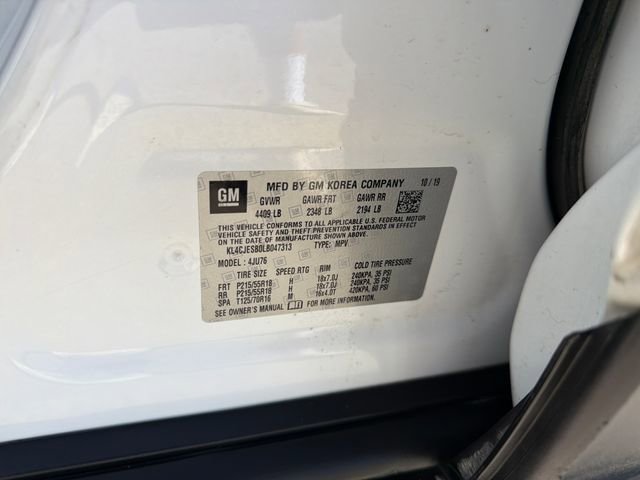 GM
MFD BY GM KOREA COMPANY 10/19
GVWR GAWR FRT GAWR RR
4409 LB 2348 LB 2194 LB
THIS VEHICLE CONFORMS TO ALL APPLICABLE U.S. FEDERAL MOTOR
VEHICLE SAFETY, BUMPER, AND THEFT PREVENTION STANDARDS
IN EFFECT ON THE DATE OF MANUFACTURE SHOWN ABOVE.
KL4CJESB0LB047313 TYPE: MPV
MODEL: 4JU76
TIRE SIZE SPEED RTG RIM COLD TIRE PRESSURE
FRT P215/55R18 H 18x7.0J 240KPA, 35 PSI
RR P215/55R18 H 18x7.0J 240KPA, 35 PSI
SPA T125/70R16 M 16x4.0T 420KPA, 60 PSI
SEE OWNER'S MANUAL